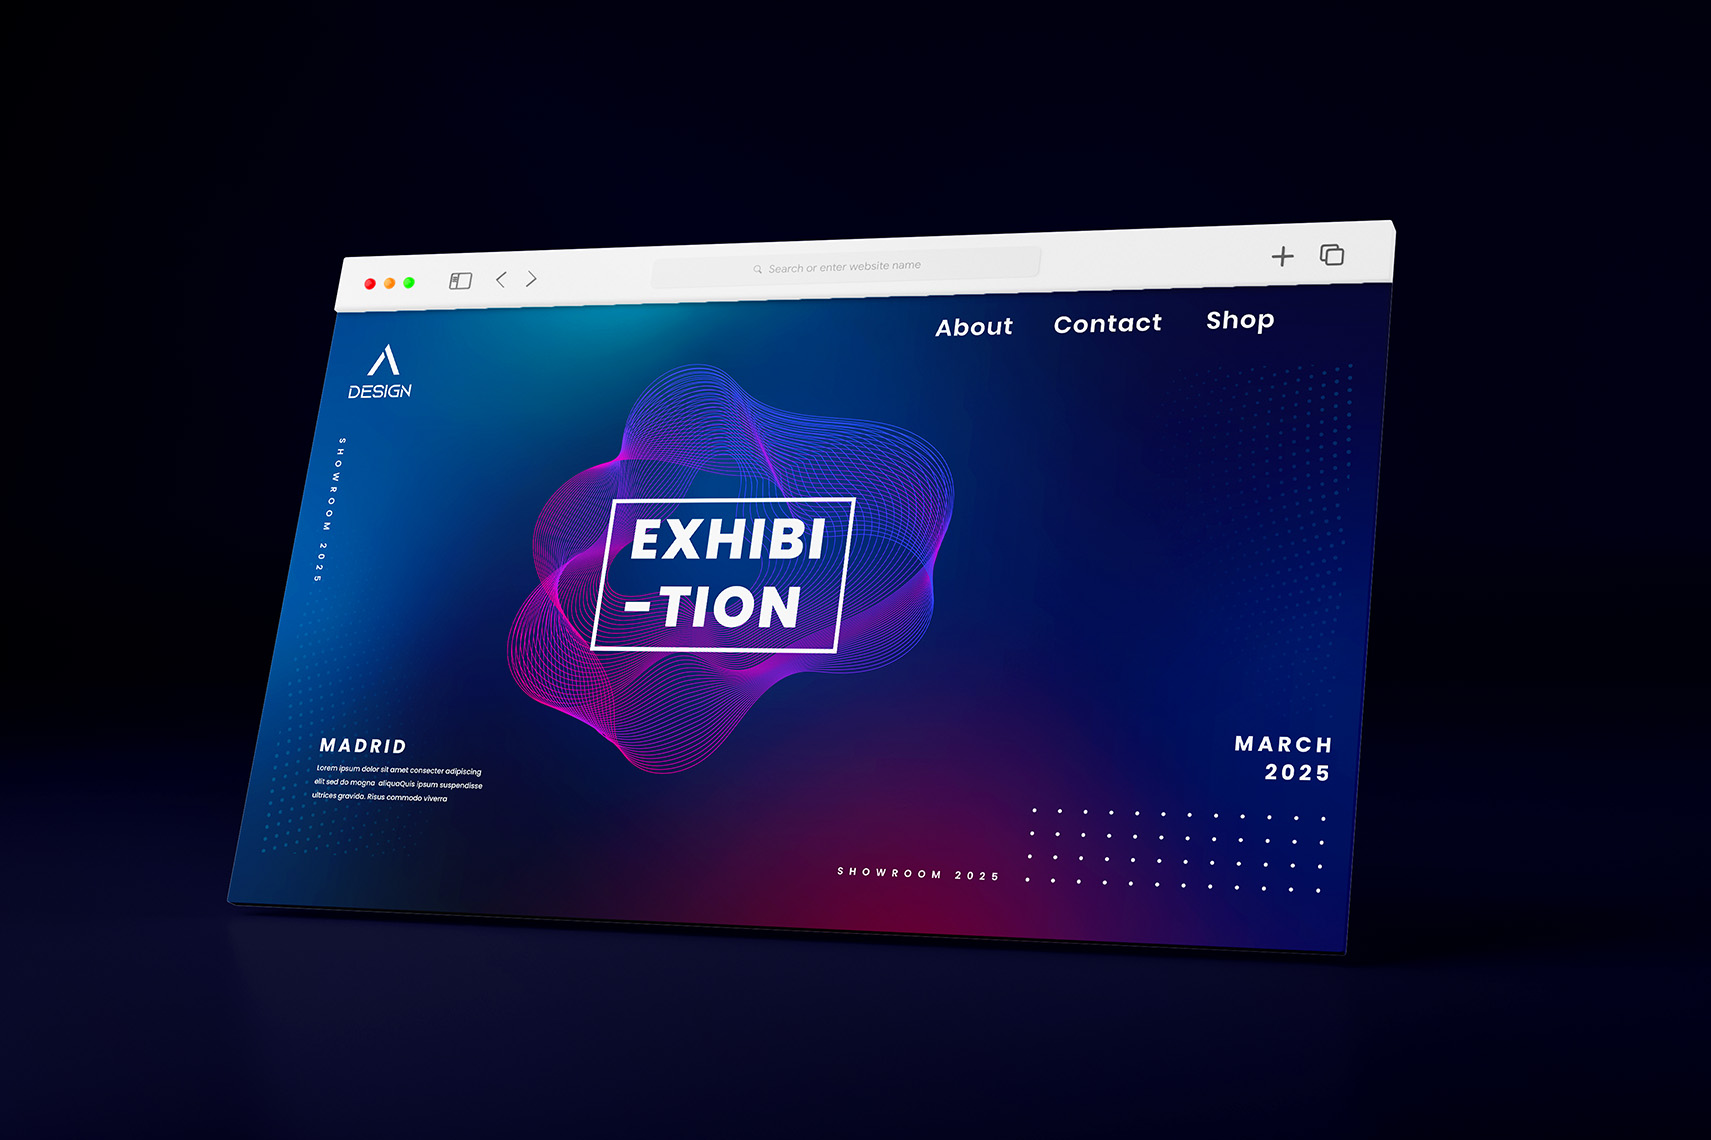 Search or enter website name
About Contact Shop
DESIGN
SHOWROOM 2025
EXHIBI
-TION
MADRID
Lorem ipsum dolor sit amet consecter adipiscing
elit sed do mogna aliquaQuis ipsum suspendisse
ultrices gravida. Risus commodo viverra
MARCH
2025
SHOWROOM 2025